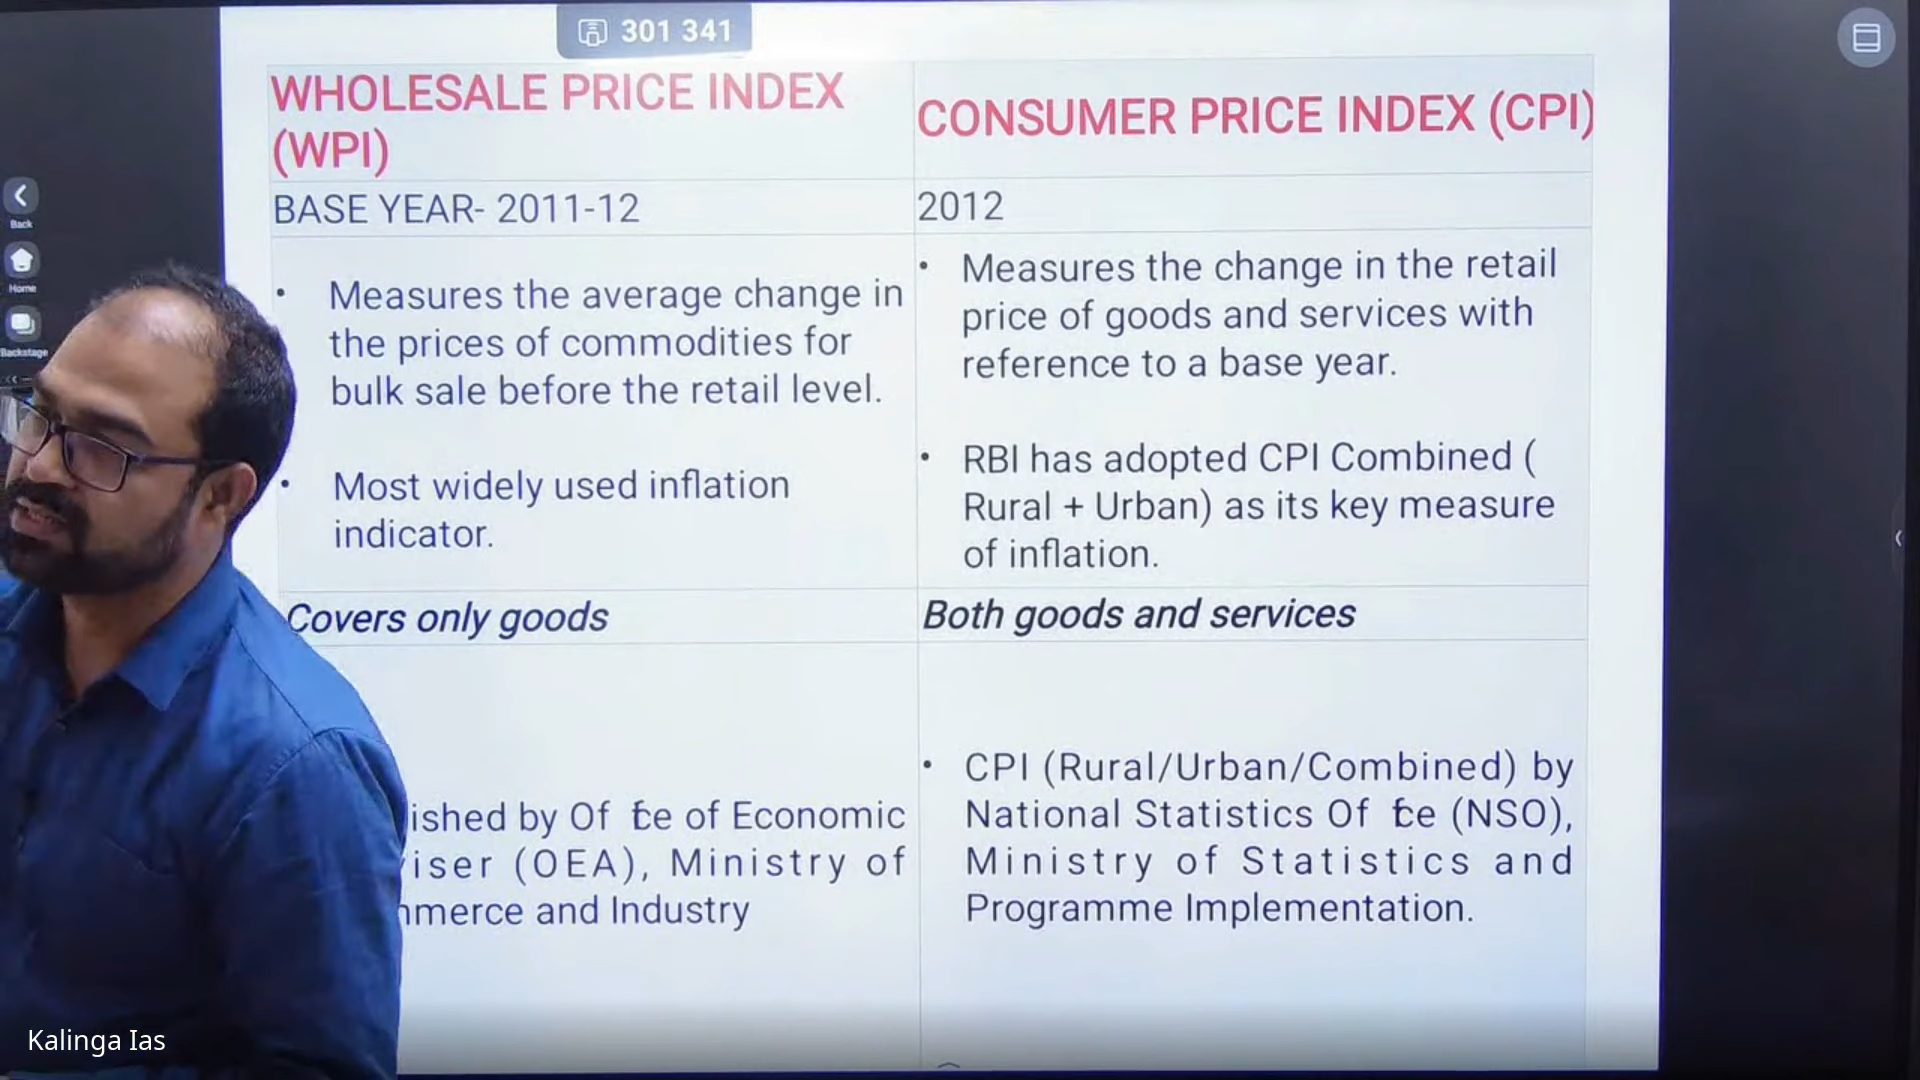 301 341
WHOLESALE PRICE INDEX
(WPI)
CONSUMER PRICE INDEX (CPI)
BASE YEAR- 2011-12
2012
• Measures the average change in
the prices of commodities for
bulk sale before the retail level.
• Most widely used inflation
indicator.
• Measures the change in the retail
price of goods and services with
reference to a base year.
• RBI has adopted CPI Combined (
Rural + Urban) as its key measure
of inflation.
Covers only goods
Both goods and services
ished by Office of Economic
iser (OEA), Ministry of
mmerce and Industry
• CPI (Rural/Urban/Combined) by
National Statistics Office (NSO),
Ministry of Statistics and
Programme Implementation.
Back
Home
Backstage
Kalinga Ias